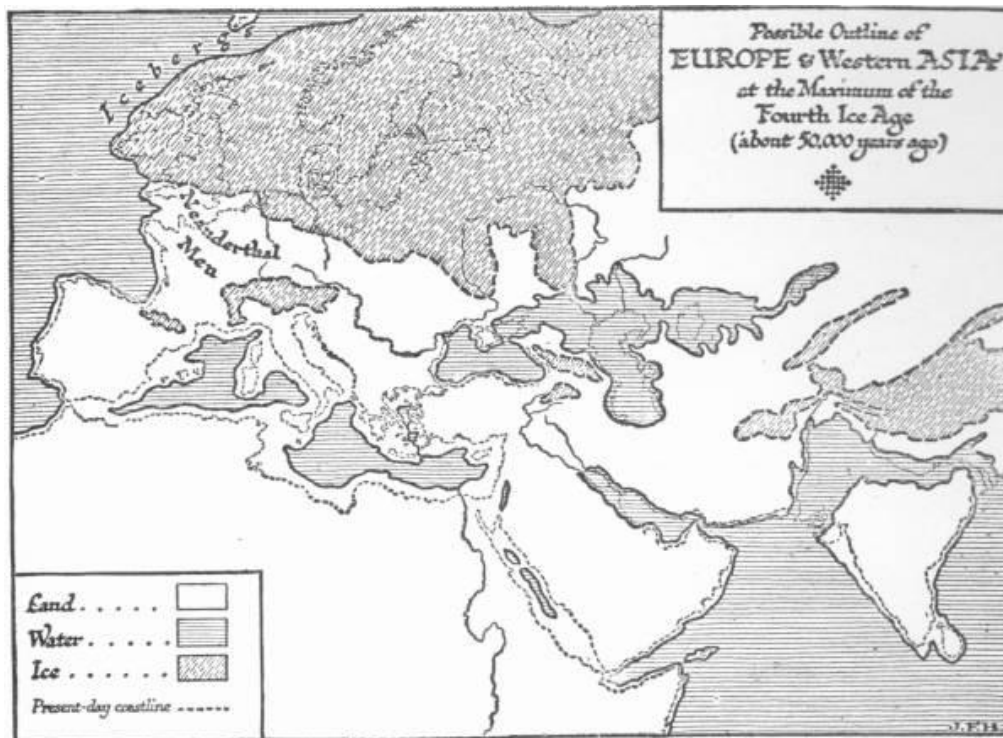 Possible Outline of
EUROPE & Western ASIA
at the Maximum of the
Fourth Ice Age
(about 50,000 years ago)
Icebergs
Neanderthal
Men
Land . . . . . .
Water . . . . .
Ice . . . . . .
Present-day coastline -------
J.F.H.